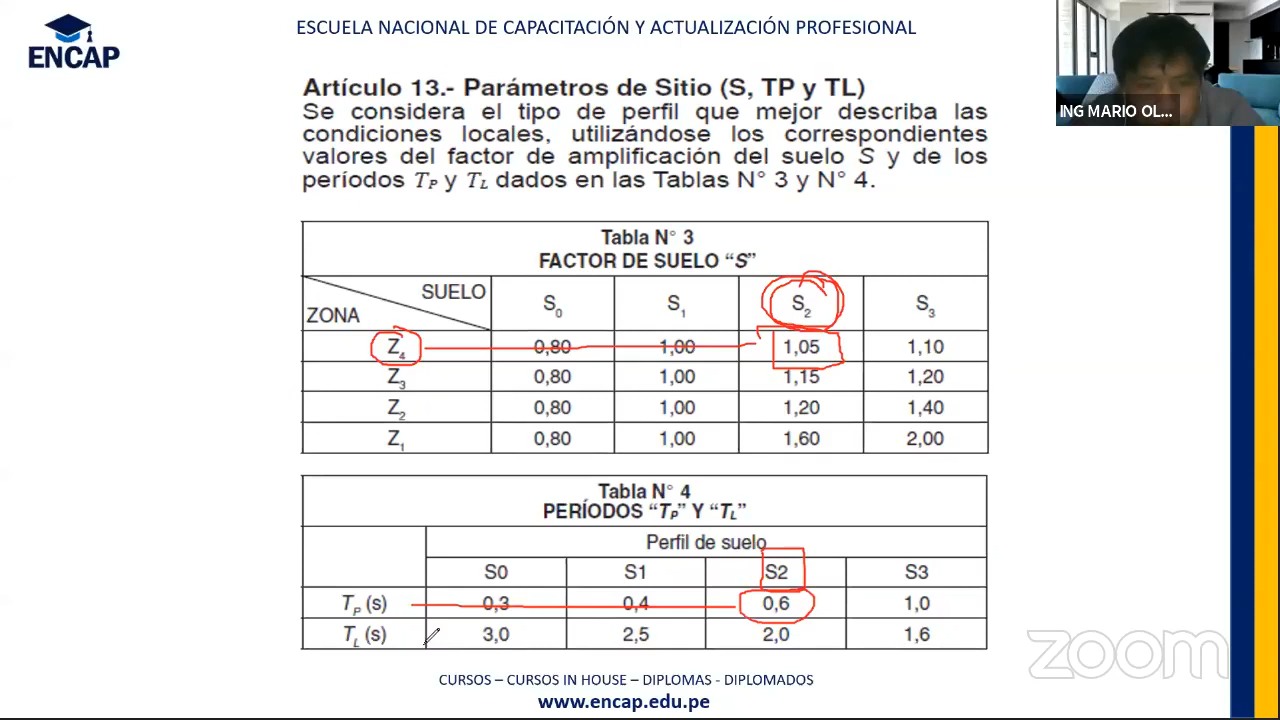 ESCUELA NACIONAL DE CAPACITACIÓN Y ACTUALIZACIÓN PROFESIONAL
ENCAP
ING MARIO OL...
Artículo 13.- Parámetros de Sitio (S, TP y TL)
Se considera el tipo de perfil que mejor describa las
condiciones locales, utilizándose los correspondientes
valores del factor de amplificación del suelo S y de los
períodos TP y TL dados en las Tablas N° 3 y N° 4.
Tabla N° 3
FACTOR DE SUELO “S”
SUELO
ZONA
S0 S1 S2 S3
Z4 0,80 1,00 1,05 1,10
Z3 0,80 1,00 1,15 1,20
Z2 0,80 1,00 1,20 1,40
Z1 0,80 1,00 1,60 2,00
Tabla N° 4
PERÍODOS “TP” Y “TL”
Perfil de suelo
S0 S1 S2 S3
TP (s) 0,3 0,4 0,6 1,0
TL (s) 3,0 2,5 2,0 1,6
zoom
CURSOS – CURSOS IN HOUSE – DIPLOMAS - DIPLOMADOS
www.encap.edu.pe